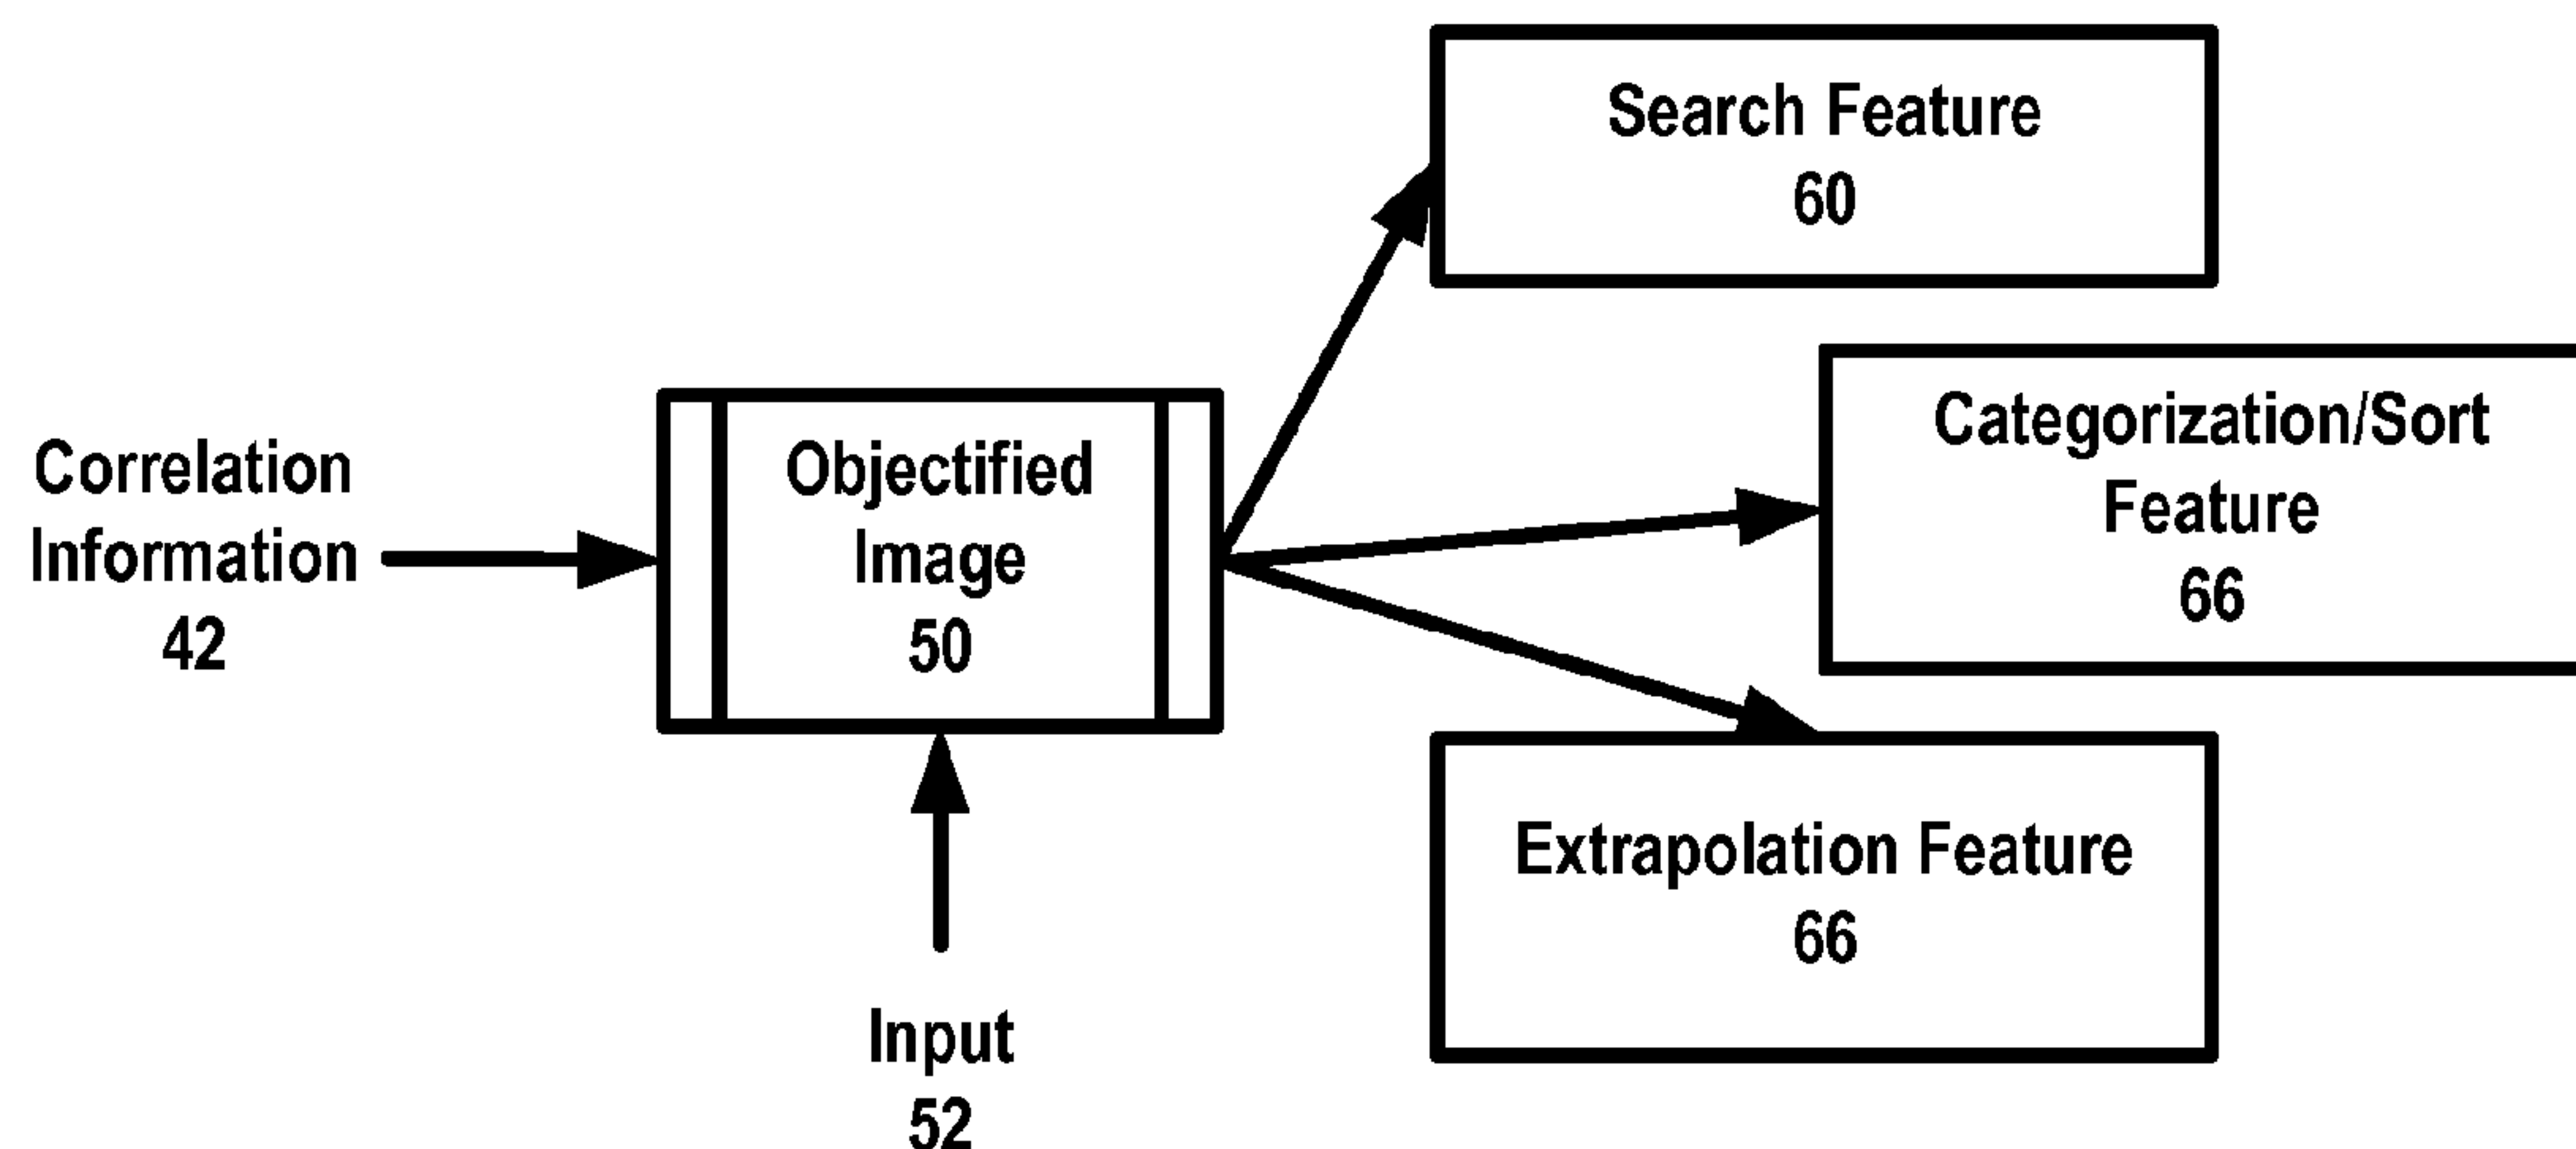 Search Feature
60
Correlation
Information
42
Objectified
Image
50
Categorization/Sort
Feature
66
Extrapolation Feature
66
Input
52